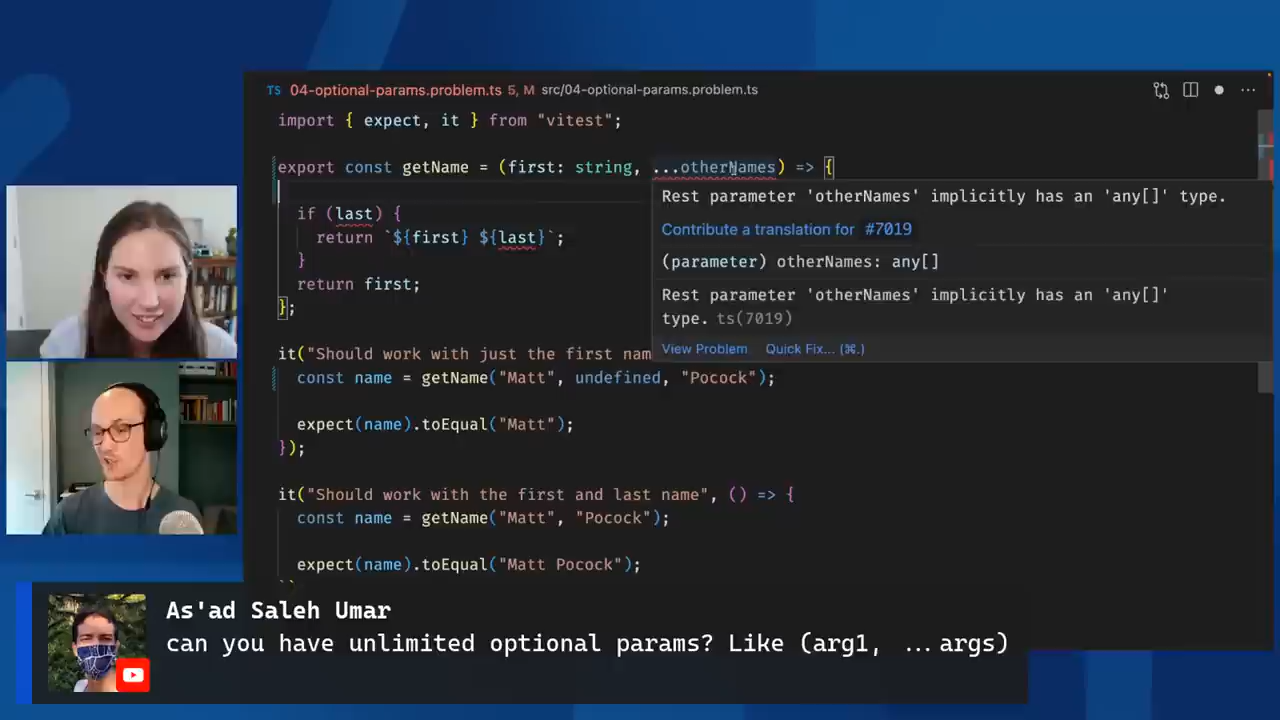 TS 04-optional-params.problem.ts 5, M src/04-optional-params.problem.ts
import { expect, it } from "vitest";
export const getName = (first: string, ...otherNames) => {
if (last) {
return `${first} ${last}`;
}
return first;
};
Rest parameter 'otherNames' implicitly has an 'any[]' type.
Contribute a translation for #7019
(parameter) otherNames: any[]
Rest parameter 'otherNames' implicitly has an 'any[]'
type. ts(7019)
View Problem Quick Fix... (⌘.)
it("Should work with just the first nam
const name = getName("Matt", undefined, "Pocock");
expect(name).toEqual("Matt");
});
it("Should work with the first and last name", () => {
const name = getName("Matt", "Pocock");
expect(name).toEqual("Matt Pocock");
As'ad Saleh Umar
can you have unlimited optional params? Like (arg1, ...args)